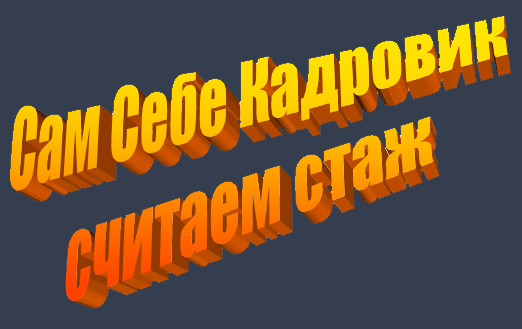 Сам Себе Кадровик
считаем стаж